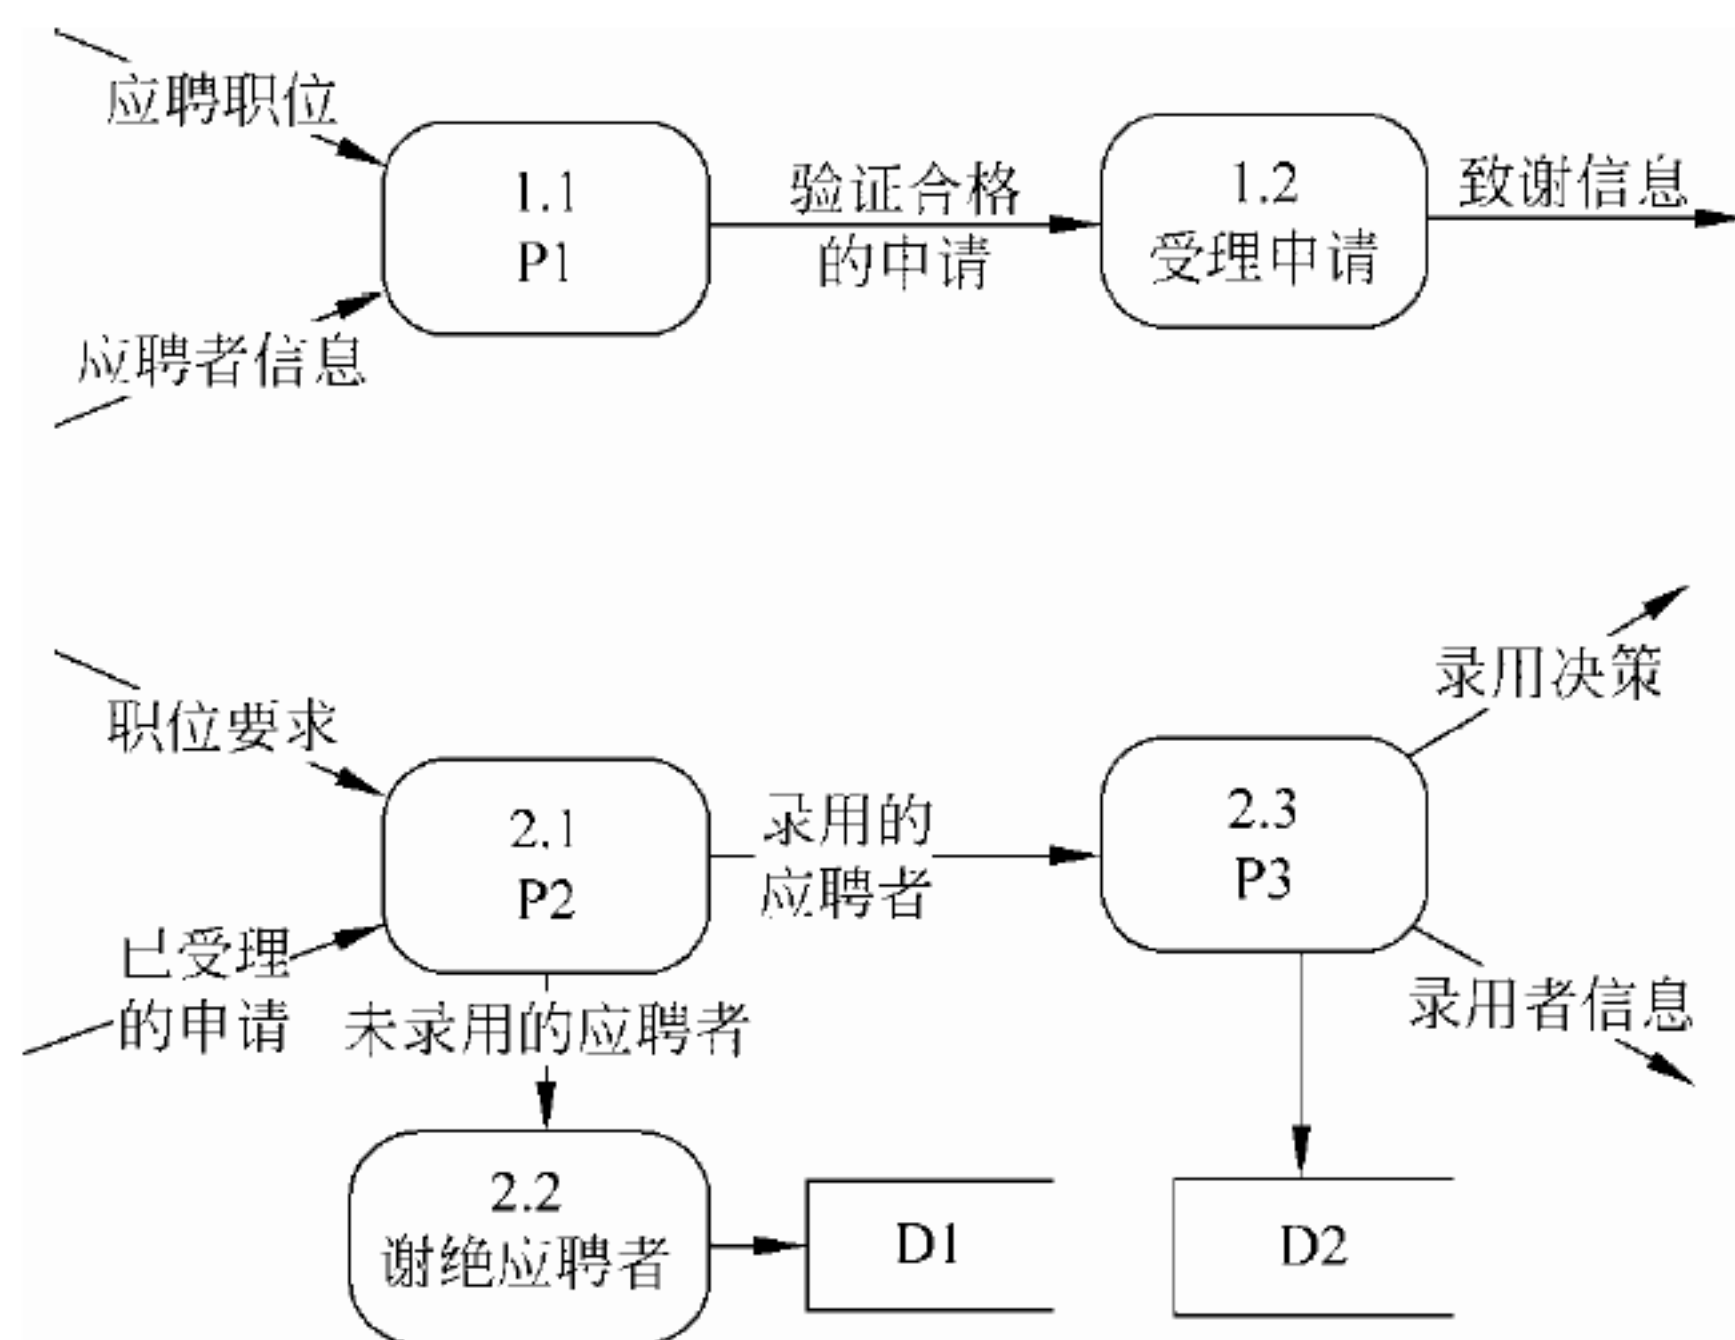 应聘职位
1.1
P1
应聘者信息
验证合格
的申请
1.2
受理申请
致谢信息
职位要求
已受理
的申请
2.1
P2
录用的
应聘者
2.3
P3
录用决策
录用者信息
未录用的应聘者
2.2
谢绝应聘者
D1
D2